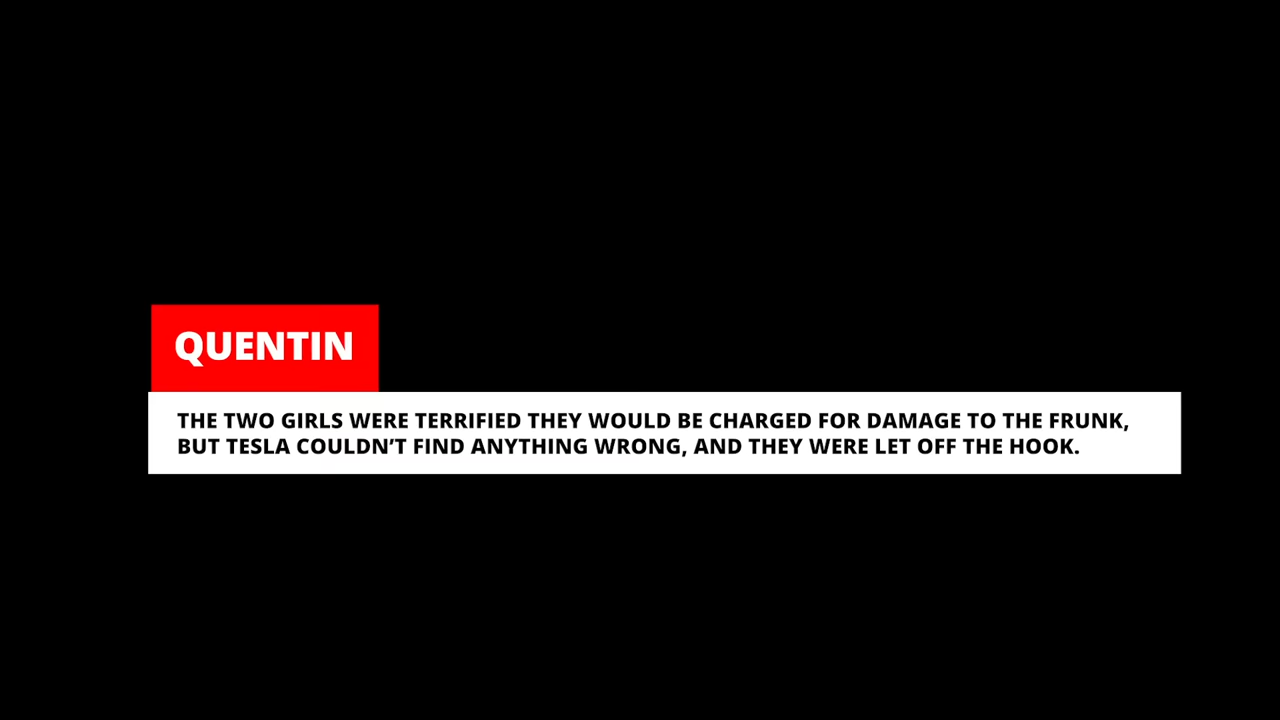 QUENTIN
THE TWO GIRLS WERE TERRIFIED THEY WOULD BE CHARGED FOR DAMAGE TO THE FRUNK,
BUT TESLA COULDN’T FIND ANYTHING WRONG, AND THEY WERE LET OFF THE HOOK.